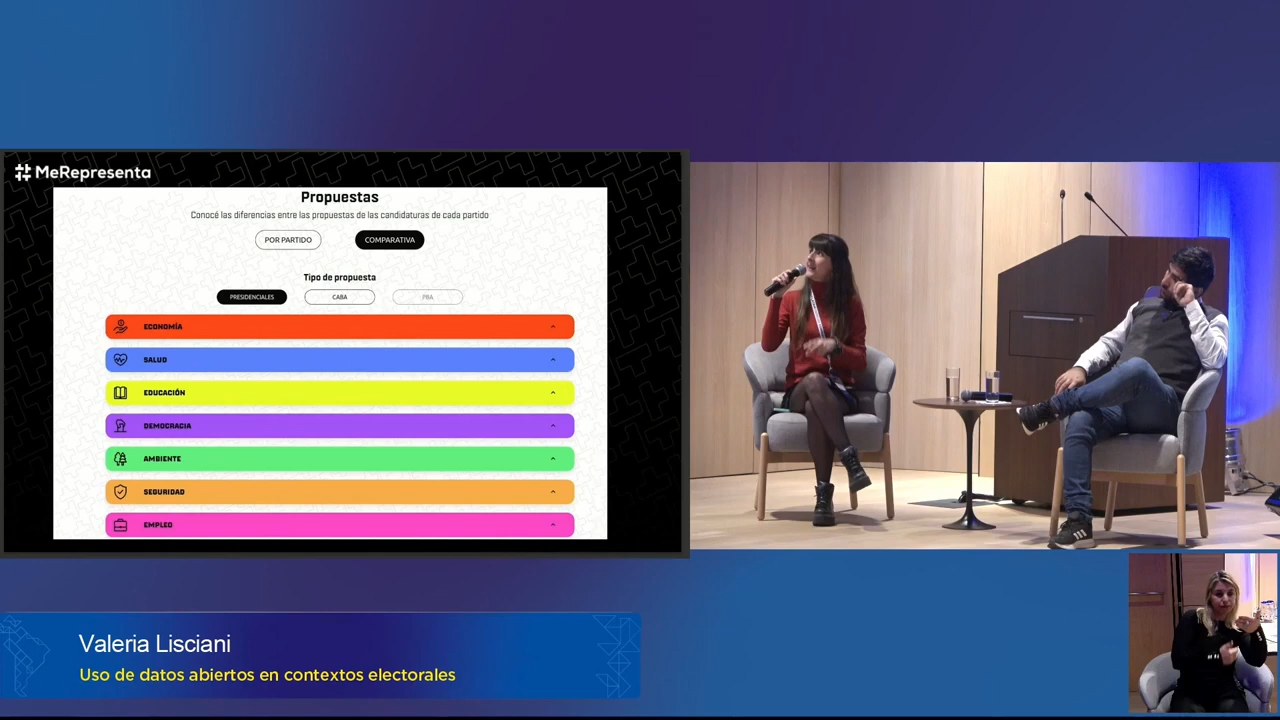 #MeRepresenta
Propuestas
Conocé las diferencias entre las propuestas de las candidaturas de cada partido
POR PARTIDO
COMPARATIVA
Tipo de propuesta
PRESIDENCIALES
CABA
PBA
ECONOMÍA
SALUD
EDUCACIÓN
DEMOCRACIA
AMBIENTE
SEGURIDAD
EMPLEO
Valeria Lisciani
Uso de datos abiertos en contextos electorales